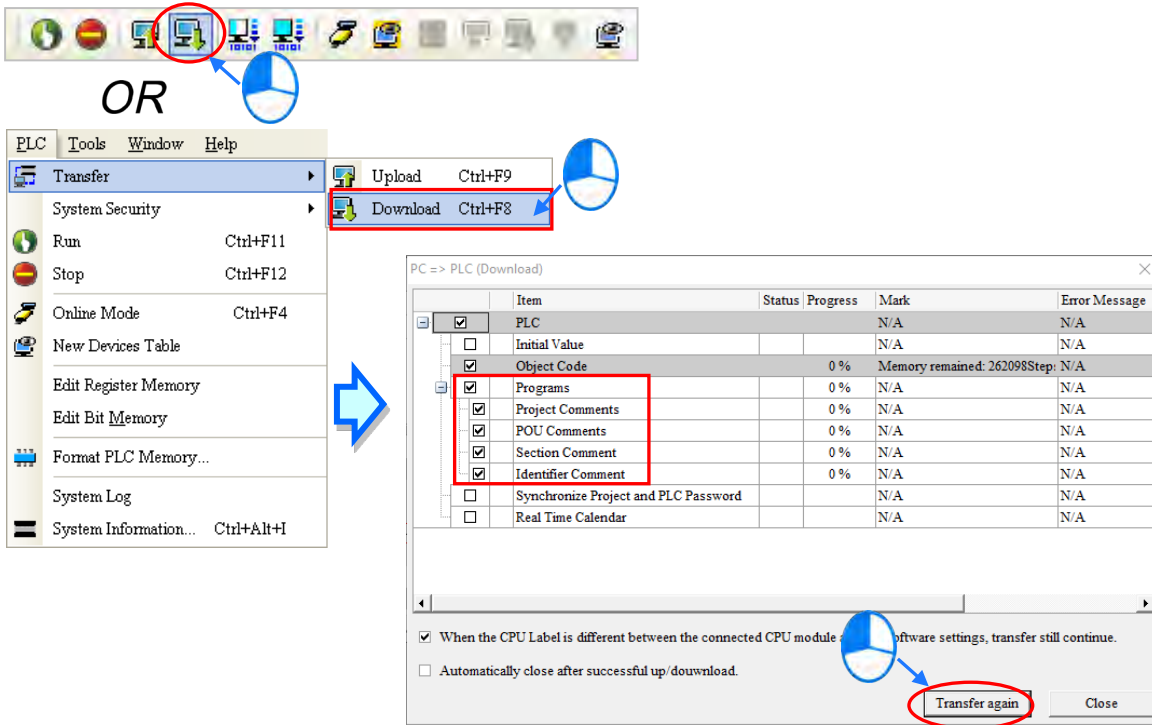 OR
PLC Tools Window Help
Transfer
Upload Ctrl+F9
Download Ctrl+F8
System Security
Run Ctrl+F11
Stop Ctrl+F12
Online Mode Ctrl+F4
New Devices Table
Edit Register Memory
Edit Bit Memory
Format PLC Memory...
System Log
System Information... Ctrl+Alt+I
PC => PLC (Download)
Item Status Progress Mark Error Message
PLC N/A N/A
Initial Value N/A N/A
Object Code 0 % Memory remained: 262098Step: N/A
Programs 0 % N/A N/A
Project Comments 0 % N/A N/A
POU Comments 0 % N/A N/A
Section Comment 0 % N/A N/A
Identifier Comment 0 % N/A N/A
Synchronize Project and PLC Password N/A N/A
Real Time Calendar N/A N/A
When the CPU Label is different between the connected CPU module settings, transfer still continue.
Automatically close after successful up/douwnload.
Transfer again Close